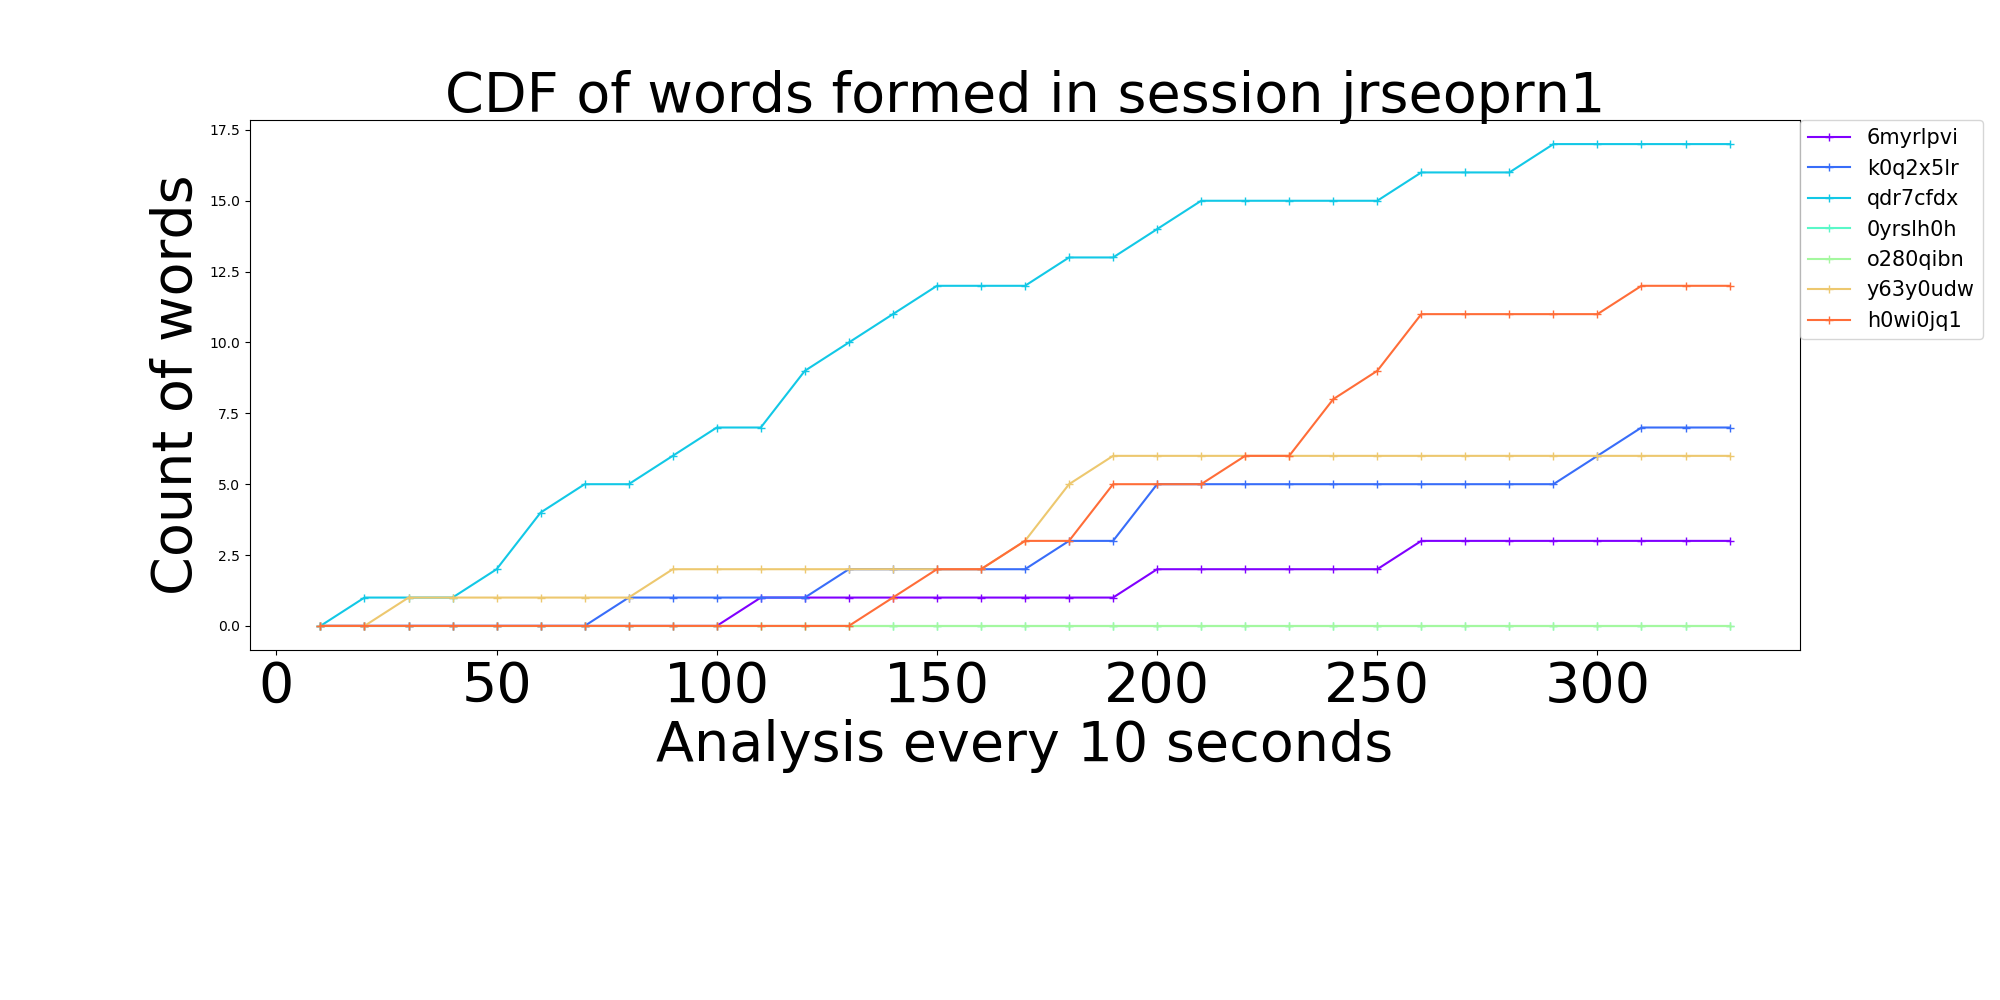 CDF of words formed in session jrseoprn1
17.5
15.0
12.5
10.0
7.5
5.0
2.5
0.0
Count of words
0 50 100 150 200 250 300
Analysis every 10 seconds
6myrlpvi
k0q2x5lr
qdr7cfdx
0yrslh0h
o280qibn
y63y0udw
h0wi0jq1